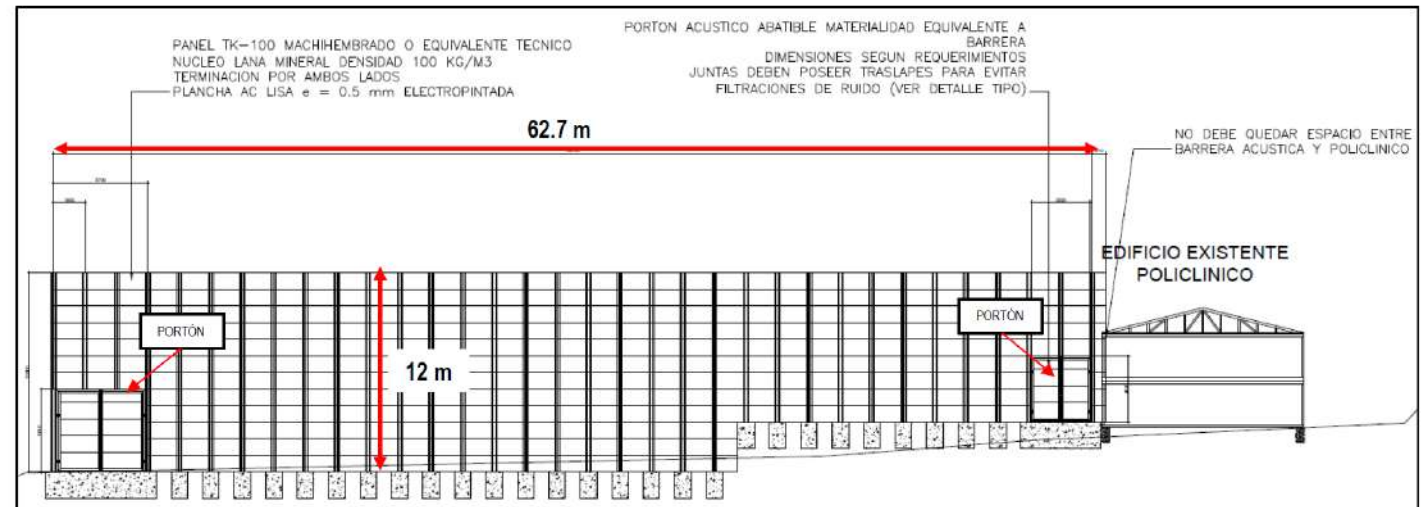 PANEL TK-100 MACHIHEMBRADO O EQUIVALENTE TECNICO
NUCLEO LANA MINERAL DENSIDAD 100 KG/M3
TERMINACION POR AMBOS LADOS
PLANCHA AC LISA e = 0.5 mm ELECTROPINTADA
PORTON ACUSTICO ABATIBLE MATERIALIDAD EQUIVALENTE A
BARRERA
DIMENSIONES SEGUN REQUERIMIENTOS
JUNTAS DEBEN POSEER TRASLAPES PARA EVITAR
FILTRACIONES DE RUIDO (VER DETALLE TIPO)
62.7 m
NO DEBE QUEDAR ESPACIO ENTRE
BARRERA ACUSTICA Y POLICLINICO
EDIFICIO EXISTENTE
POLICLINICO
PORTÓN
PORTÓN
12 m